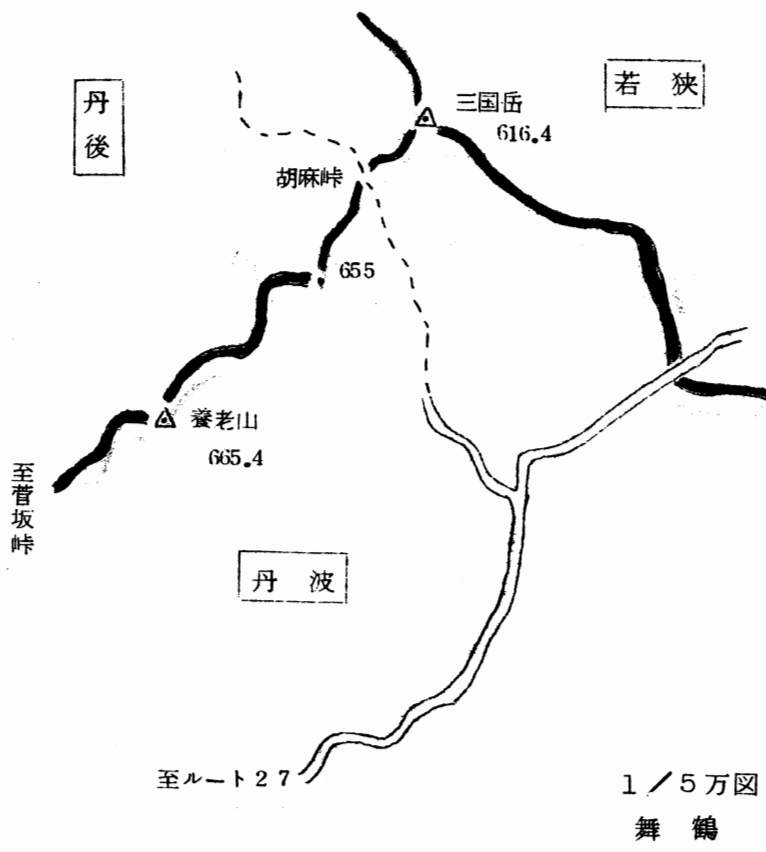 丹後
若狭
三国岳
616.4
胡麻峠
655
養老山
665.4
至菅坂峠
丹波
至ルート27
1/5万図
舞鶴